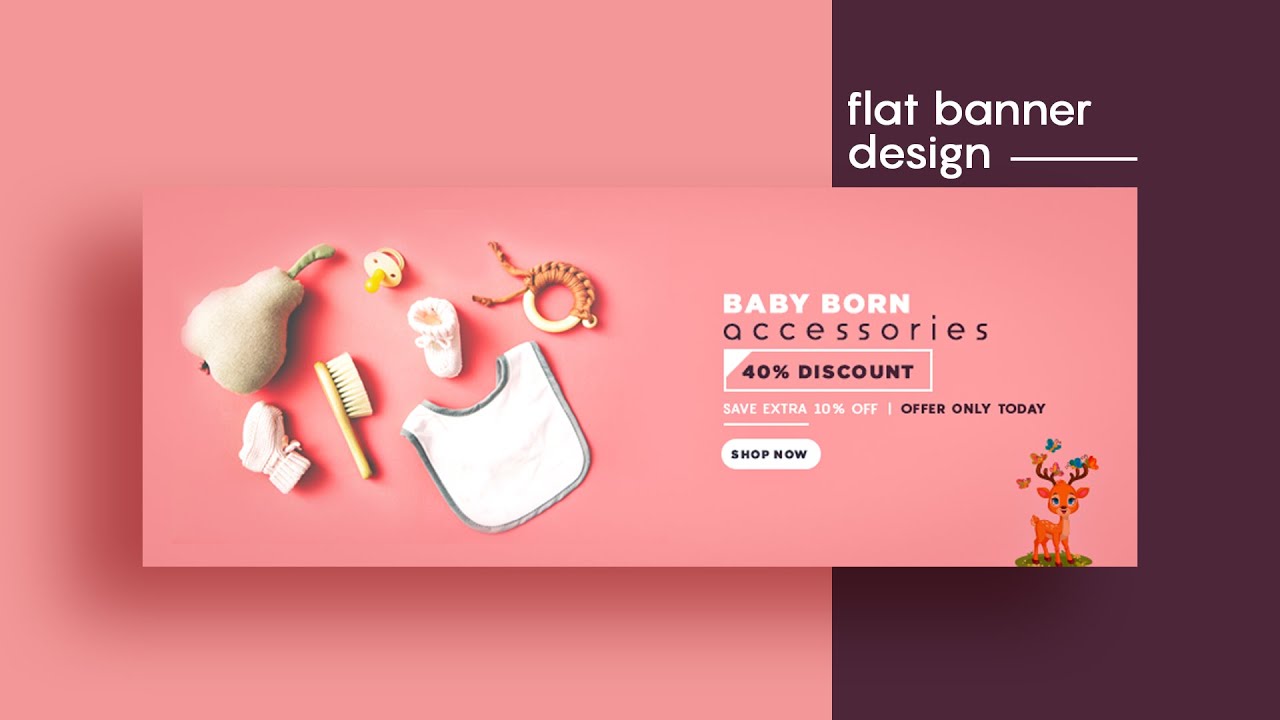 flat banner
design
BABY BORN
accessories
40% DISCOUNT
SAVE EXTRA 10% OFF | OFFER ONLY TODAY
SHOP NOW